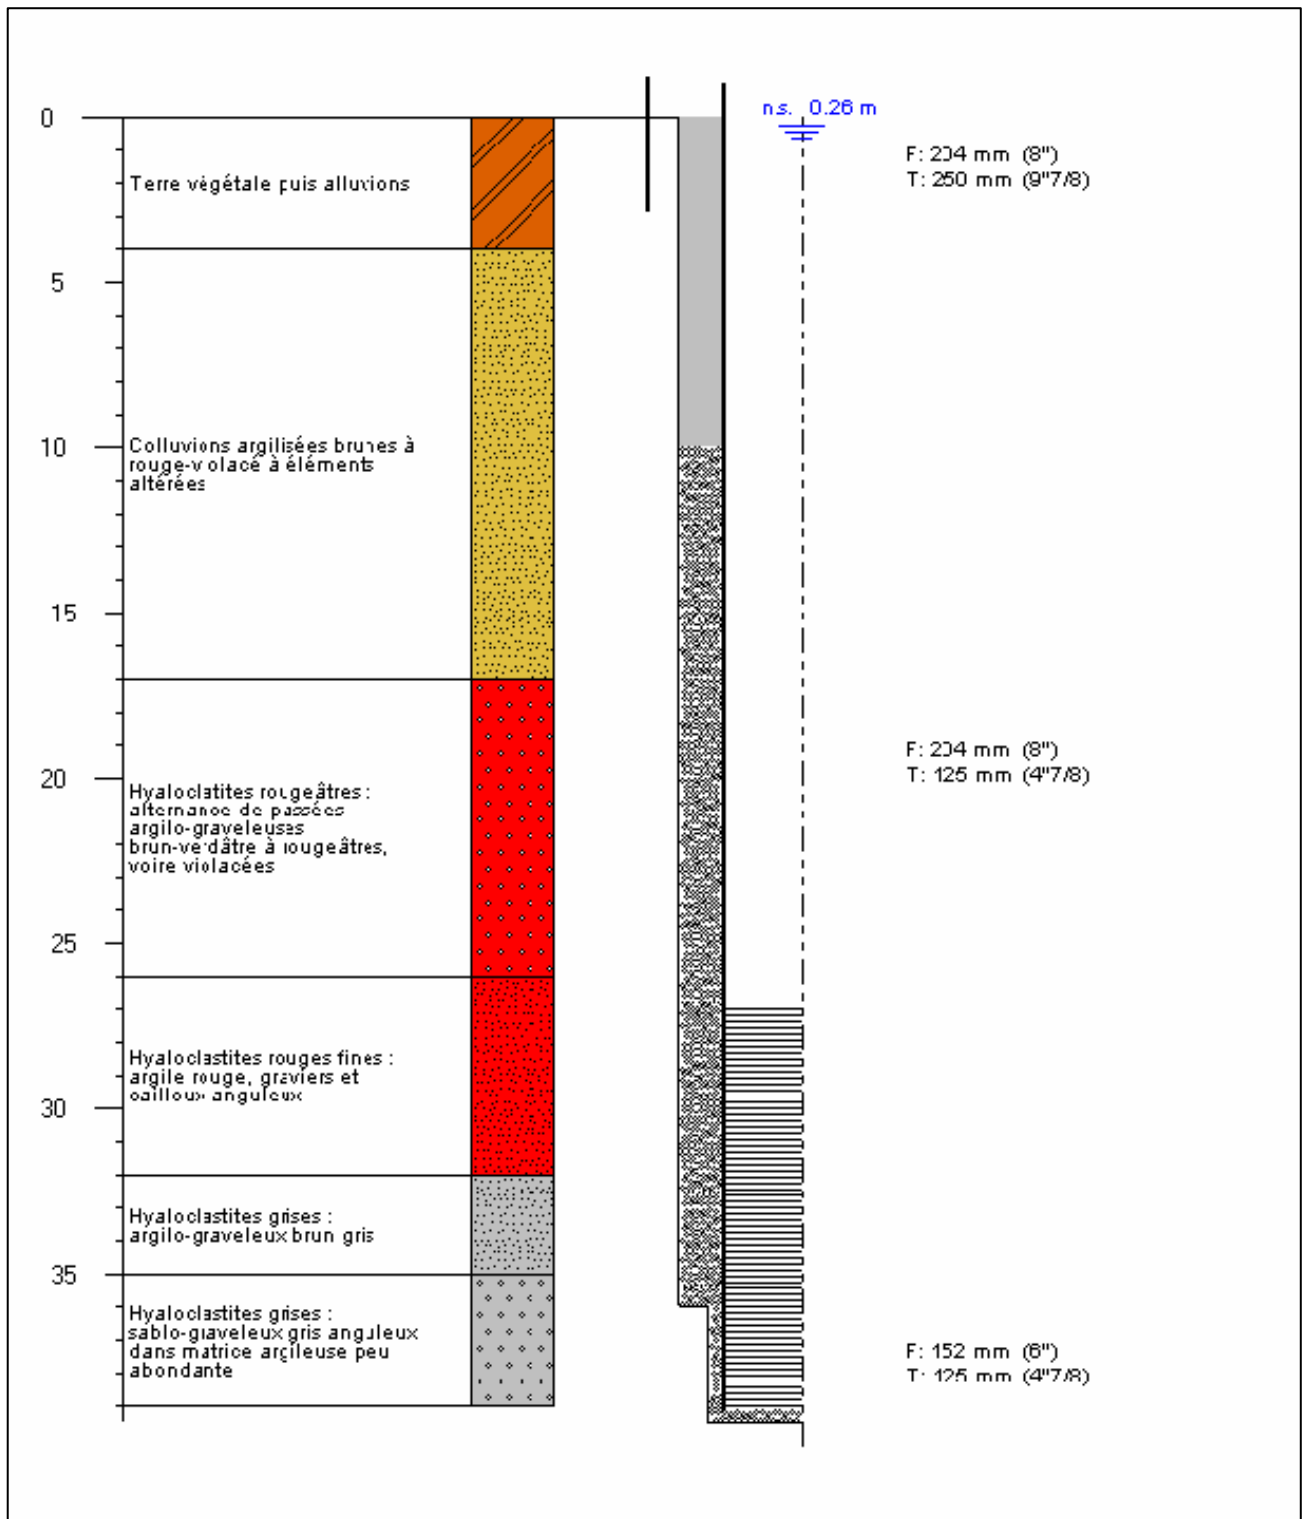 0
n.s. 0.26 m
F: 204 mm (8")
T: 250 mm (9"7/8)
Terre végétale puis alluvions
5
10
Colluvions argilisées brunes à
rouge-violacé à éléments
altérées
15
F: 204 mm (8")
T: 125 mm (4"7/8)
20
Hyaloclatites rougeâtres :
alternance de passées
argilo-graveleuses
brun-verdâtre à rougeâtres,
voire violacées
25
Hyaloclastites rouges fines :
argile rouge, graviers et
cailloux anguleux
30
Hyaloclastites grises :
argilo-graveleux brun gris
35
Hyaloclastites grises :
sablo-graveleux gris anguleux
dans matrice argileuse peu
abondante
F: 152 mm (6")
T: 125 mm (4"7/8)